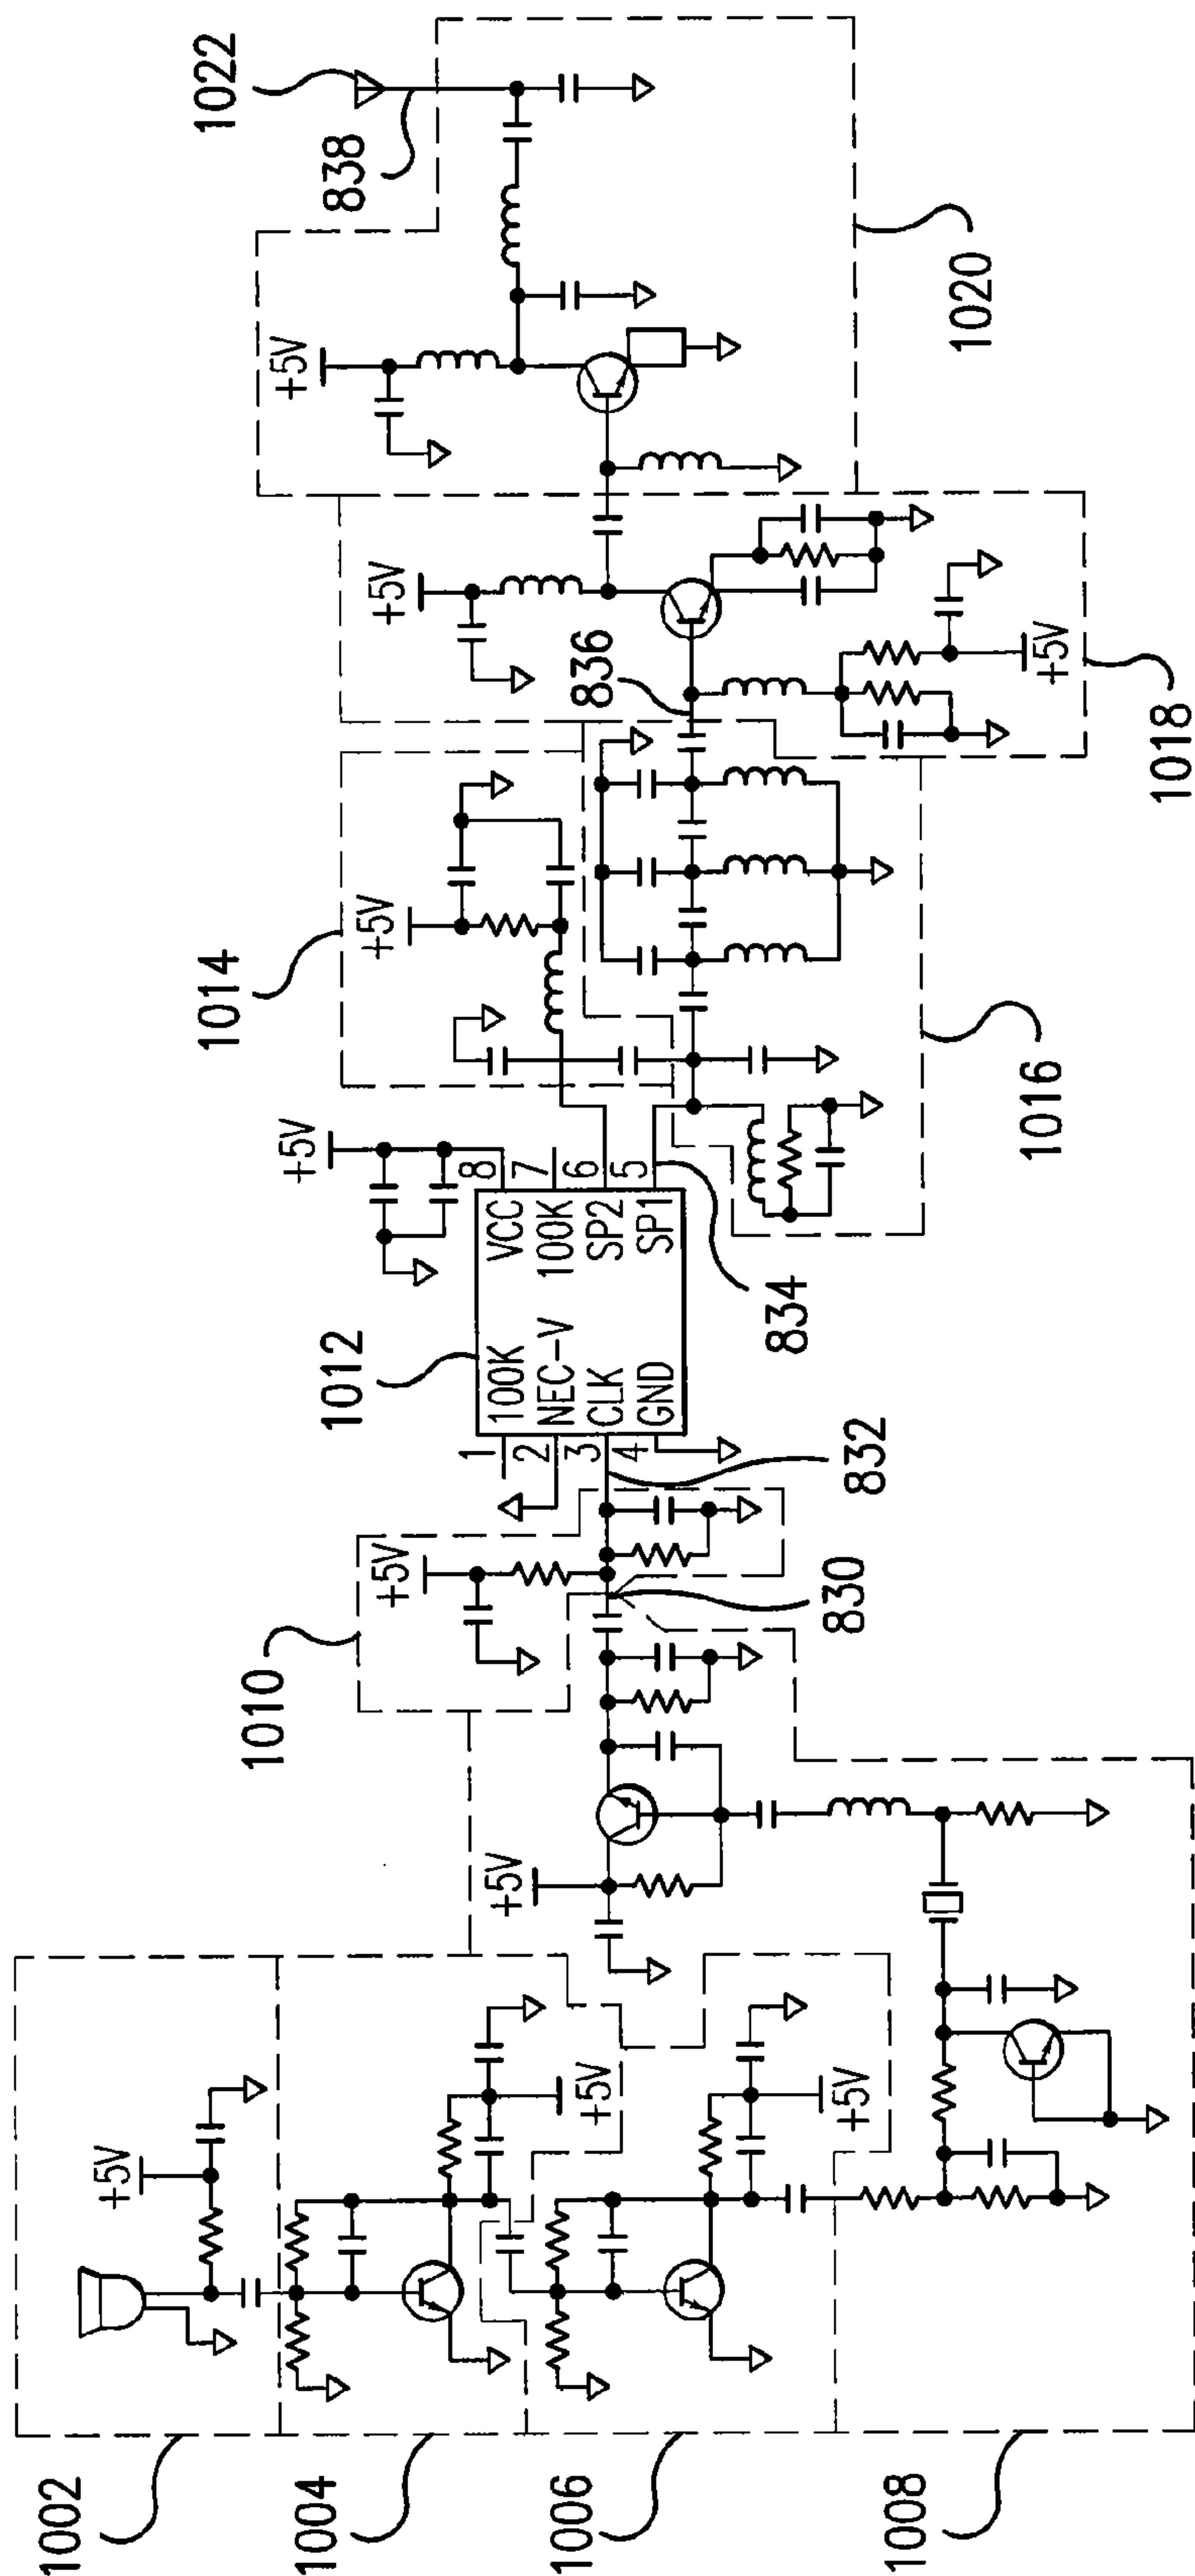 1002
1004
1006
1008
+5V
+5V
+5V
+5V
1010
+5V
830
832
1012
1
2
3
4
100K
NEC-V
CLK
GND
VCC
100K
SP2
SP1
8
7
6
5
+5V
834
1014
+5V
1016
836
+5V
+5V
1018
+5V
1020
838
1022